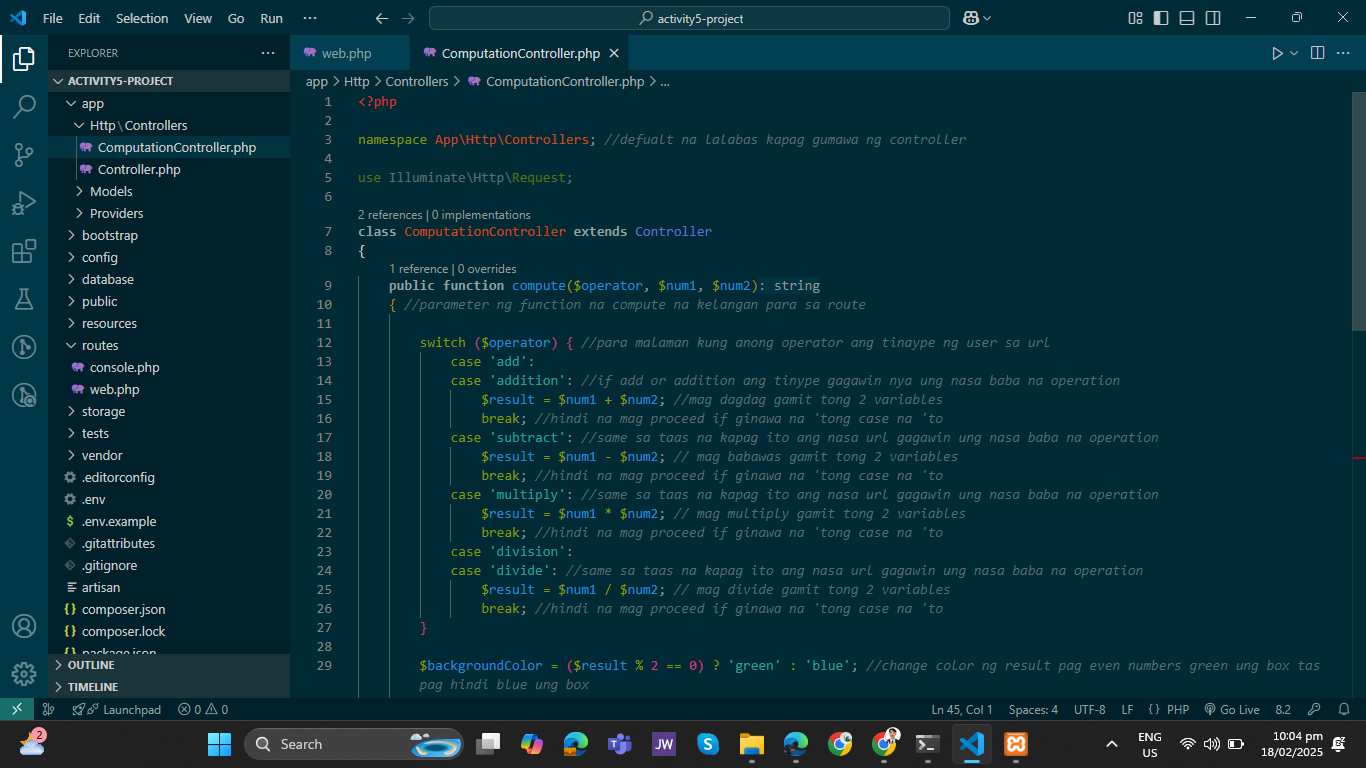 File Edit Selection View Go Run ··· activity5-project
EXPLORER ···
ACTIVITY5-PROJECT
app
Http\Controllers
ComputationController.php
Controller.php
Models
Providers
bootstrap
config
database
public
resources
routes
console.php
web.php
storage
tests
vendor
.editorconfig
.env
.env.example
.gitattributes
.gitignore
artisan
composer.json
composer.lock
package.json
OUTLINE
TIMELINE
web.php ComputationController.php
app > Http > Controllers > ComputationController.php > ...
1 <?php
2
3 namespace App\Http\Controllers; //defualt na lalabas kapag gumawa ng controller
4
5 use Illuminate\Http\Request;
6
2 references | 0 implementations
7 class ComputationController extends Controller
8 {
1 reference | 0 overrides
9 public function compute($operator, $num1, $num2): string
10 { //parameter ng function na compute na kelangan para sa route
11
12 switch ($operator) { //para malaman kung anong operator ang tinaype ng user sa url
13 case 'add':
14 case 'addition': //if add or addition ang tinype gagawin nya ung nasa baba na operation
15 $result = $num1 + $num2; //mag dagdag gamit tong 2 variables
16 break; //hindi na mag proceed if ginawa na 'tong case na 'to
17 case 'subtract': //same sa taas na kapag ito ang nasa url gagawin ung nasa baba na operation
18 $result = $num1 - $num2; // mag babawas gamit tong 2 variables
19 break; //hindi na mag proceed if ginawa na 'tong case na 'to
20 case 'multiply': //same sa taas na kapag ito ang nasa url gagawin ung nasa baba na operation
21 $result = $num1 * $num2; // mag multiply gamit tong 2 variables
22 break; //hindi na mag proceed if ginawa na 'tong case na 'to
23 case 'division':
24 case 'divide': //same sa taas na kapag ito ang nasa url gagawin ung nasa baba na operation
25 $result = $num1 / $num2; // mag divide gamit tong 2 variables
26 break; //hindi na mag proceed if ginawa na 'tong case na 'to
27 }
28
29 $backgroundColor = ($result % 2 == 0) ? 'green' : 'blue'; //change color ng result pag even numbers green ung box tas
pag hindi blue ung box
Launchpad 0 0 Ln 45, Col 1 Spaces: 4 UTF-8 LF { } PHP Go Live 8.2
2 Search JW ENG
US
10:04 pm
18/02/2025